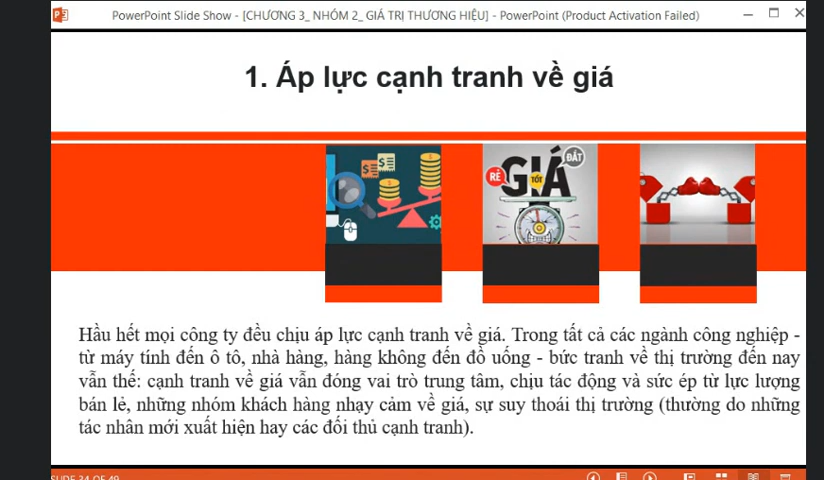 PowerPoint Slide Show - [CHƯƠNG 3_ NHÓM 2_ GIÁ TRỊ THƯƠNG HIỆU] - PowerPoint (Product Activation Failed)
1. Áp lực cạnh tranh về giá
RẺ GIÁ ĐẮT
TỐT
Hầu hết mọi công ty đều chịu áp lực cạnh tranh về giá. Trong tất cả các ngành công nghiệp -
từ máy tính đến ô tô, nhà hàng, hàng không đến đồ uống - bức tranh về thị trường đến nay
vẫn thế: cạnh tranh về giá vẫn đóng vai trò trung tâm, chịu tác động và sức ép từ lực lượng
bán lẻ, những nhóm khách hàng nhạy cảm về giá, sự suy thoái thị trường (thường do những
tác nhân mới xuất hiện hay các đối thủ cạnh tranh).
SLIDE 34 OF 49